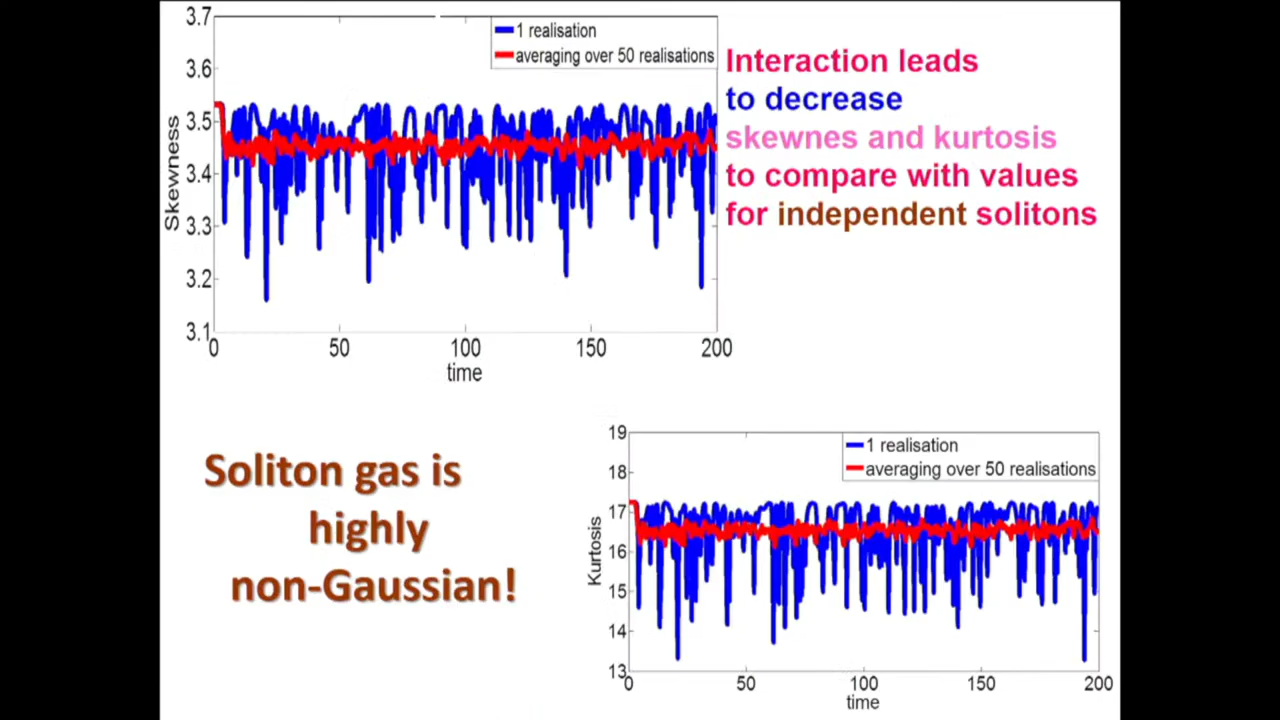 3.7
3.6
3.5
3.4
3.3
3.2
3.1
Skewness
1 realisation
averaging over 50 realisations
0 50 100 150 200
time
Interaction leads
to decrease
skewnes and kurtosis
to compare with values
for independent solitons
Soliton gas is
highly
non-Gaussian!
19
18
17
16
15
14
13
Kurtosis
1 realisation
averaging over 50 realisations
0 50 100 150 200
time